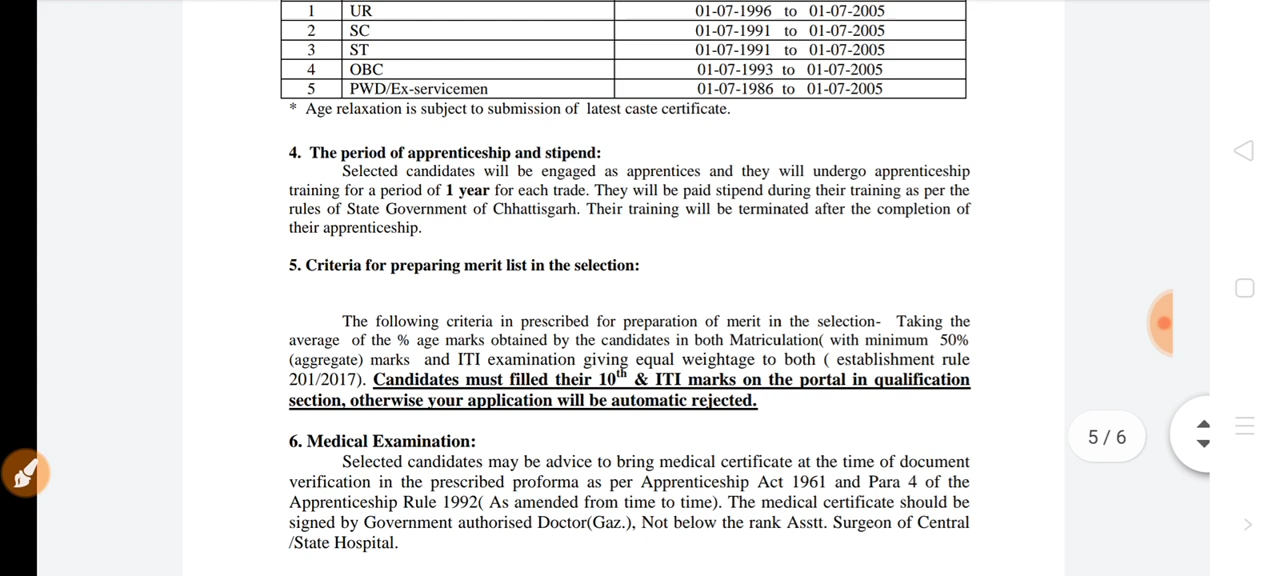 1 UR 01-07-1996 to 01-07-2005
2 SC 01-07-1991 to 01-07-2005
3 ST 01-07-1991 to 01-07-2005
4 OBC 01-07-1993 to 01-07-2005
5 PWD/Ex-servicemen 01-07-1986 to 01-07-2005
* Age relaxation is subject to submission of latest caste certificate.
4. The period of apprenticeship and stipend:
Selected candidates will be engaged as apprentices and they will undergo apprenticeship
training for a period of 1 year for each trade. They will be paid stipend during their training as per the
rules of State Government of Chhattisgarh. Their training will be terminated after the completion of
their apprenticeship.
5. Criteria for preparing merit list in the selection:
The following criteria in prescribed for preparation of merit in the selection- Taking the
average of the % age marks obtained by the candidates in both Matriculation( with minimum 50%
(aggregate) marks and ITI examination giving equal weightage to both ( establishment rule
201/2017). Candidates must filled their 10th & ITI marks on the portal in qualification
section, otherwise your application will be automatic rejected.
6. Medical Examination:
Selected candidates may be advice to bring medical certificate at the time of document
verification in the prescribed proforma as per Apprenticeship Act 1961 and Para 4 of the
Apprenticeship Rule 1992( As amended from time to time). The medical certificate should be
signed by Government authorised Doctor(Gaz.), Not below the rank Asstt. Surgeon of Central
/State Hospital.
5 / 6